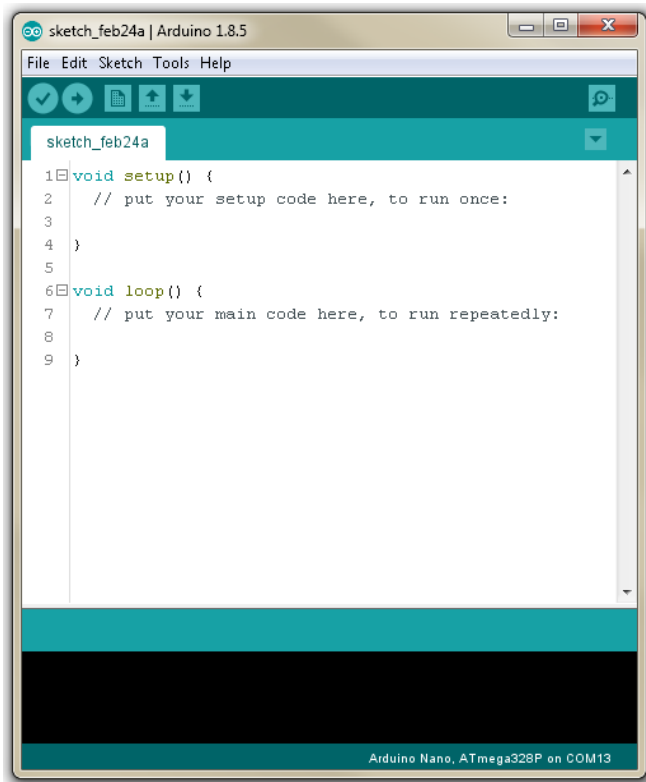 sketch_feb24a | Arduino 1.8.5
File Edit Sketch Tools Help
sketch_feb24a
1 void setup() {
2 // put your setup code here, to run once:
3
4 }
5
6 void loop() {
7 // put your main code here, to run repeatedly:
8
9 }
Arduino Nano, ATmega328P on COM13